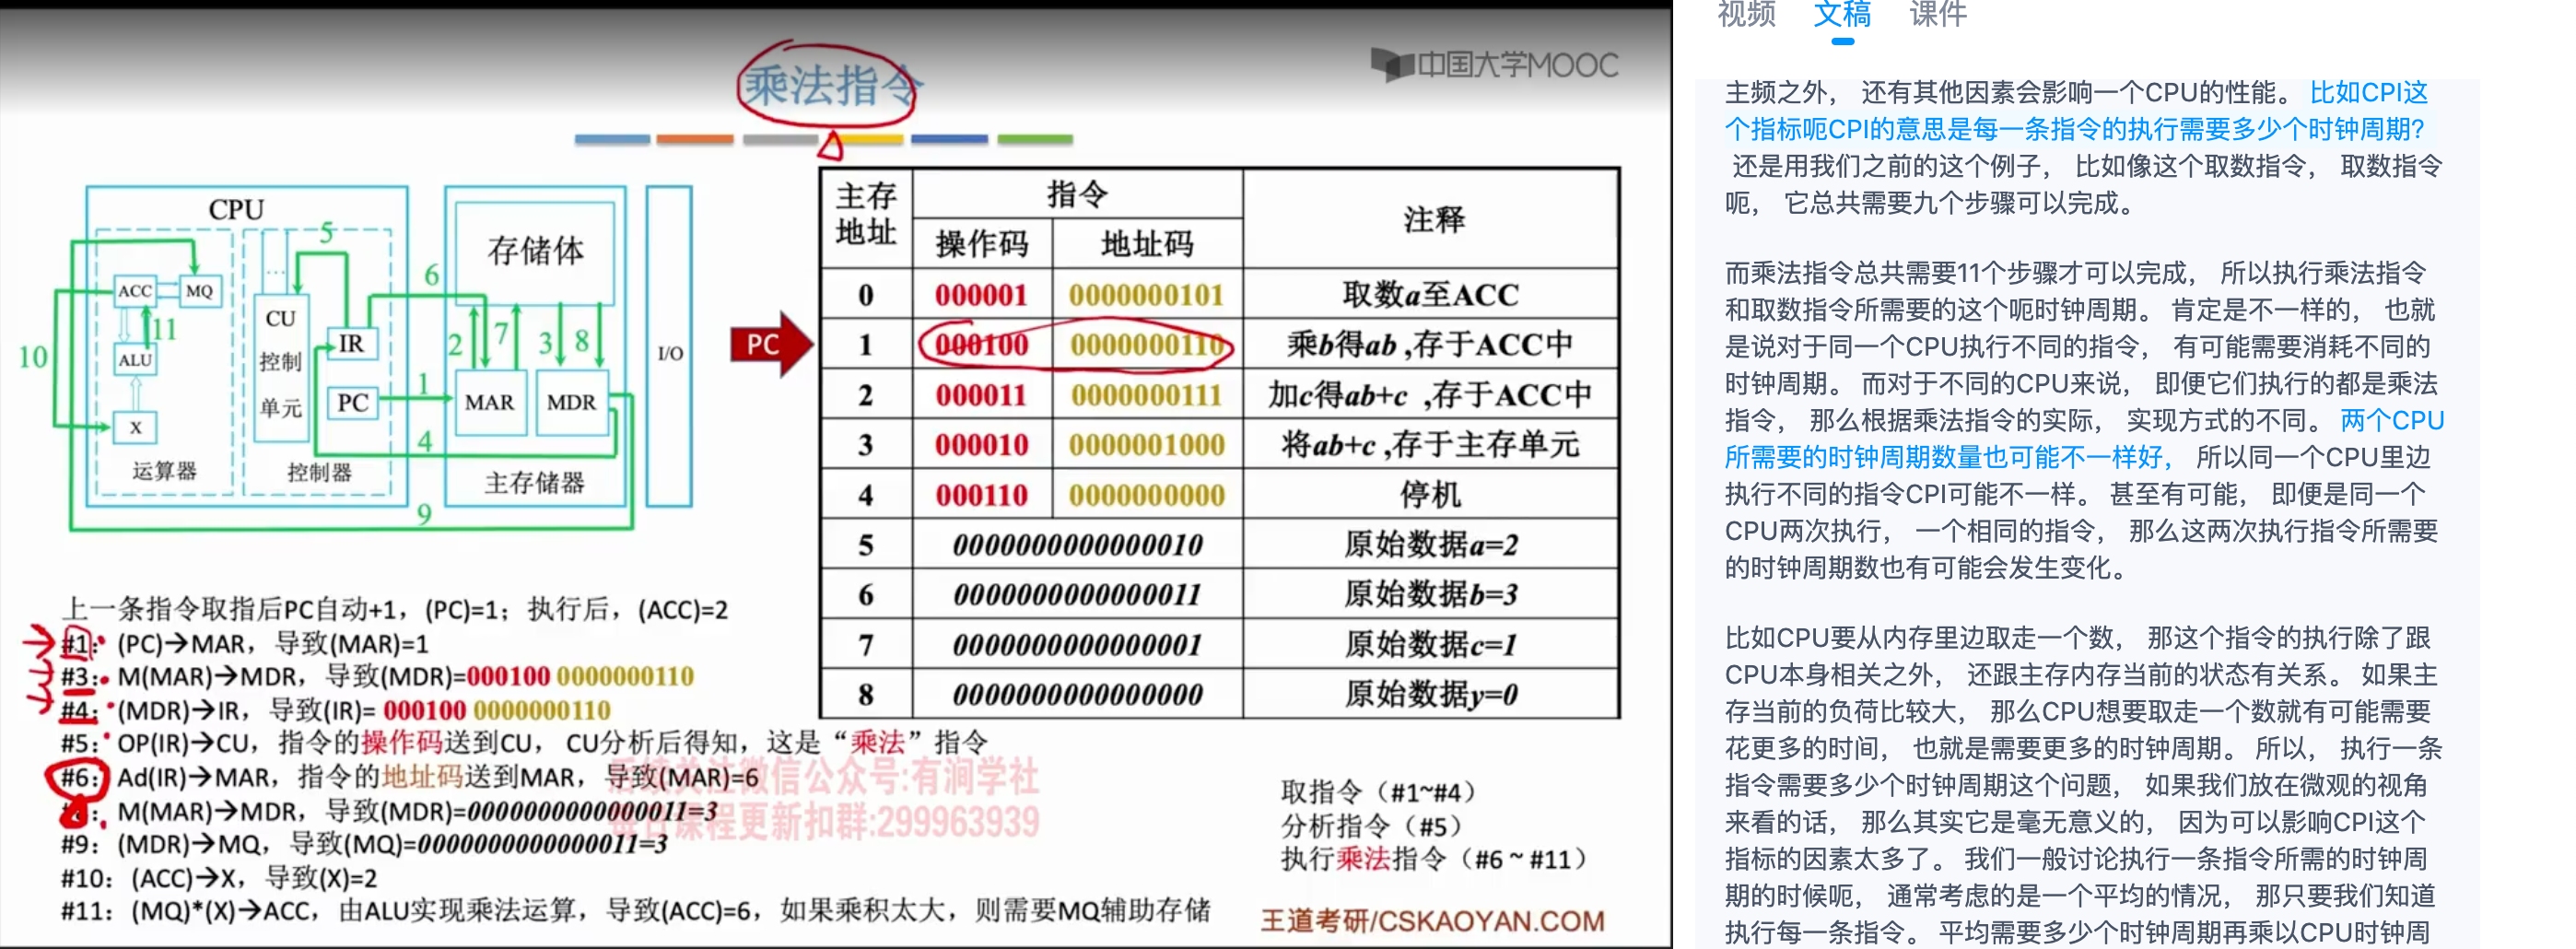 乘法指令
中国大学MOOC
CPU
ACC
MQ
ALU
X
运算器
5
...
CU
控制
单元
IR
PC
控制器
10
11
6
1
4
9
存储体
2
7
3
8
MAR
MDR
主存储器
I/O
PC
主存地址 指令 注释
操作码 地址码
0 000001 0000000101 取数a至ACC
1 000100 0000000110 乘b得ab ,存于ACC中
2 000011 0000000111 加c得ab+c ,存于ACC中
3 000010 0000001000 将ab+c ,存于主存单元
4 000110 0000000000 停机
5 0000000000000010 原始数据a=2
6 0000000000000011 原始数据b=3
7 0000000000000001 原始数据c=1
8 0000000000000000 原始数据y=0
上一条指令取指后PC自动+1，(PC)=1；执行后，(ACC)=2
#1：(PC)→MAR，导致(MAR)=1
#3：M(MAR)→MDR，导致(MDR)=000100 0000000110
#4：(MDR)→IR，导致(IR)= 000100 0000000110
#5：OP(IR)→CU，指令的操作码送到CU，CU分析后得知，这是“乘法”指令
#6：Ad(IR)→MAR，指令的地址码送到MAR，导致(MAR)=6
M(MAR)→MDR，导致(MDR)=0000000000000011=3
#9：(MDR)→MQ，导致(MQ)=0000000000000011=3
#10：(ACC)→X，导致(X)=2
#11：(MQ)*(X)→ACC，由ALU实现乘法运算，导致(ACC)=6，如果乘积太大，则需要MQ辅助存储
关注微信公众号:有涧学社
课程更新扣群:299963939
取指令（#1~#4）
分析指令（#5）
执行乘法指令（#6 ~ #11）
王道考研/CSKAOYAN.COM
视频 文稿 课件
主频之外， 还有其他因素会影响一个CPU的性能。 比如CPI这
个指标呃CPI的意思是每一条指令的执行需要多少个时钟周期?
还是用我们之前的这个例子， 比如像这个取数指令， 取数指令
呃， 它总共需要九个步骤可以完成。
而乘法指令总共需要11个步骤才可以完成， 所以执行乘法指令
和取数指令所需要的这个呃时钟周期。 肯定是不一样的， 也就
是说对于同一个CPU执行不同的指令， 有可能需要消耗不同的
时钟周期。 而对于不同的CPU来说， 即便它们执行的都是乘法
指令， 那么根据乘法指令的实际， 实现方式的不同。 两个CPU
所需要的时钟周期数量也可能不一样好， 所以同一个CPU里边
执行不同的指令CPI可能不一样。 甚至有可能， 即便是同一个
CPU两次执行， 一个相同的指令， 那么这两次执行指令所需要
的时钟周期数也有可能会发生变化。
比如CPU要从内存里边取走一个数， 那这个指令的执行除了跟
CPU本身相关之外， 还跟主存内存当前的状态有关系。 如果主
存当前的负荷比较大， 那么CPU想要取走一个数就有可能需要
花更多的时间， 也就是需要更多的时钟周期。 所以， 执行一条
指令需要多少个时钟周期这个问题， 如果我们放在微观的视角
来看的话， 那么其实它是毫无意义的， 因为可以影响CPI这个
指标的因素太多了。 我们一般讨论执行一条指令所需的时钟周
期的时候呃， 通常考虑的是一个平均的情况， 那只要我们知道
执行每一条指令。 平均需要多少个时钟周期再乘以CPU时钟周